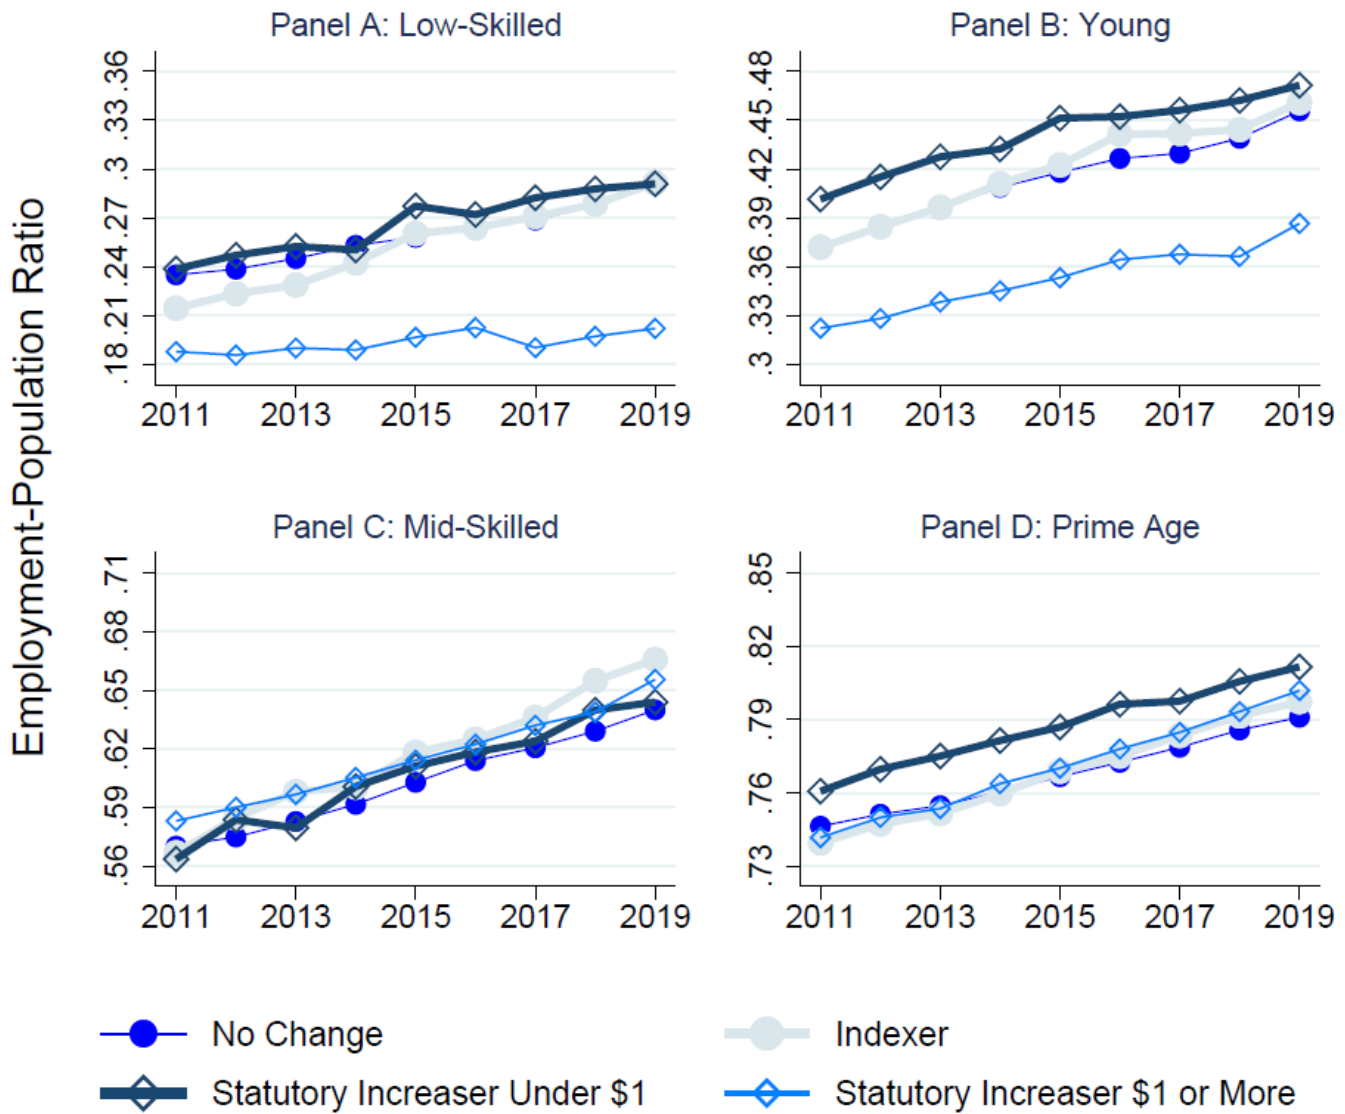 Panel A: Low-Skilled
Panel B: Young
.36
.33
.3
.27
.24
.21
.18
.48
.45
.42
.39
.36
.33
.3
2011 2013 2015 2017 2019
2011 2013 2015 2017 2019
Employment-Population Ratio
Panel C: Mid-Skilled
Panel D: Prime Age
.71
.68
.65
.62
.59
.56
.85
.82
.79
.76
.73
2011 2013 2015 2017 2019
2011 2013 2015 2017 2019
No Change
Indexer
Statutory Increaser Under $1
Statutory Increaser $1 or More